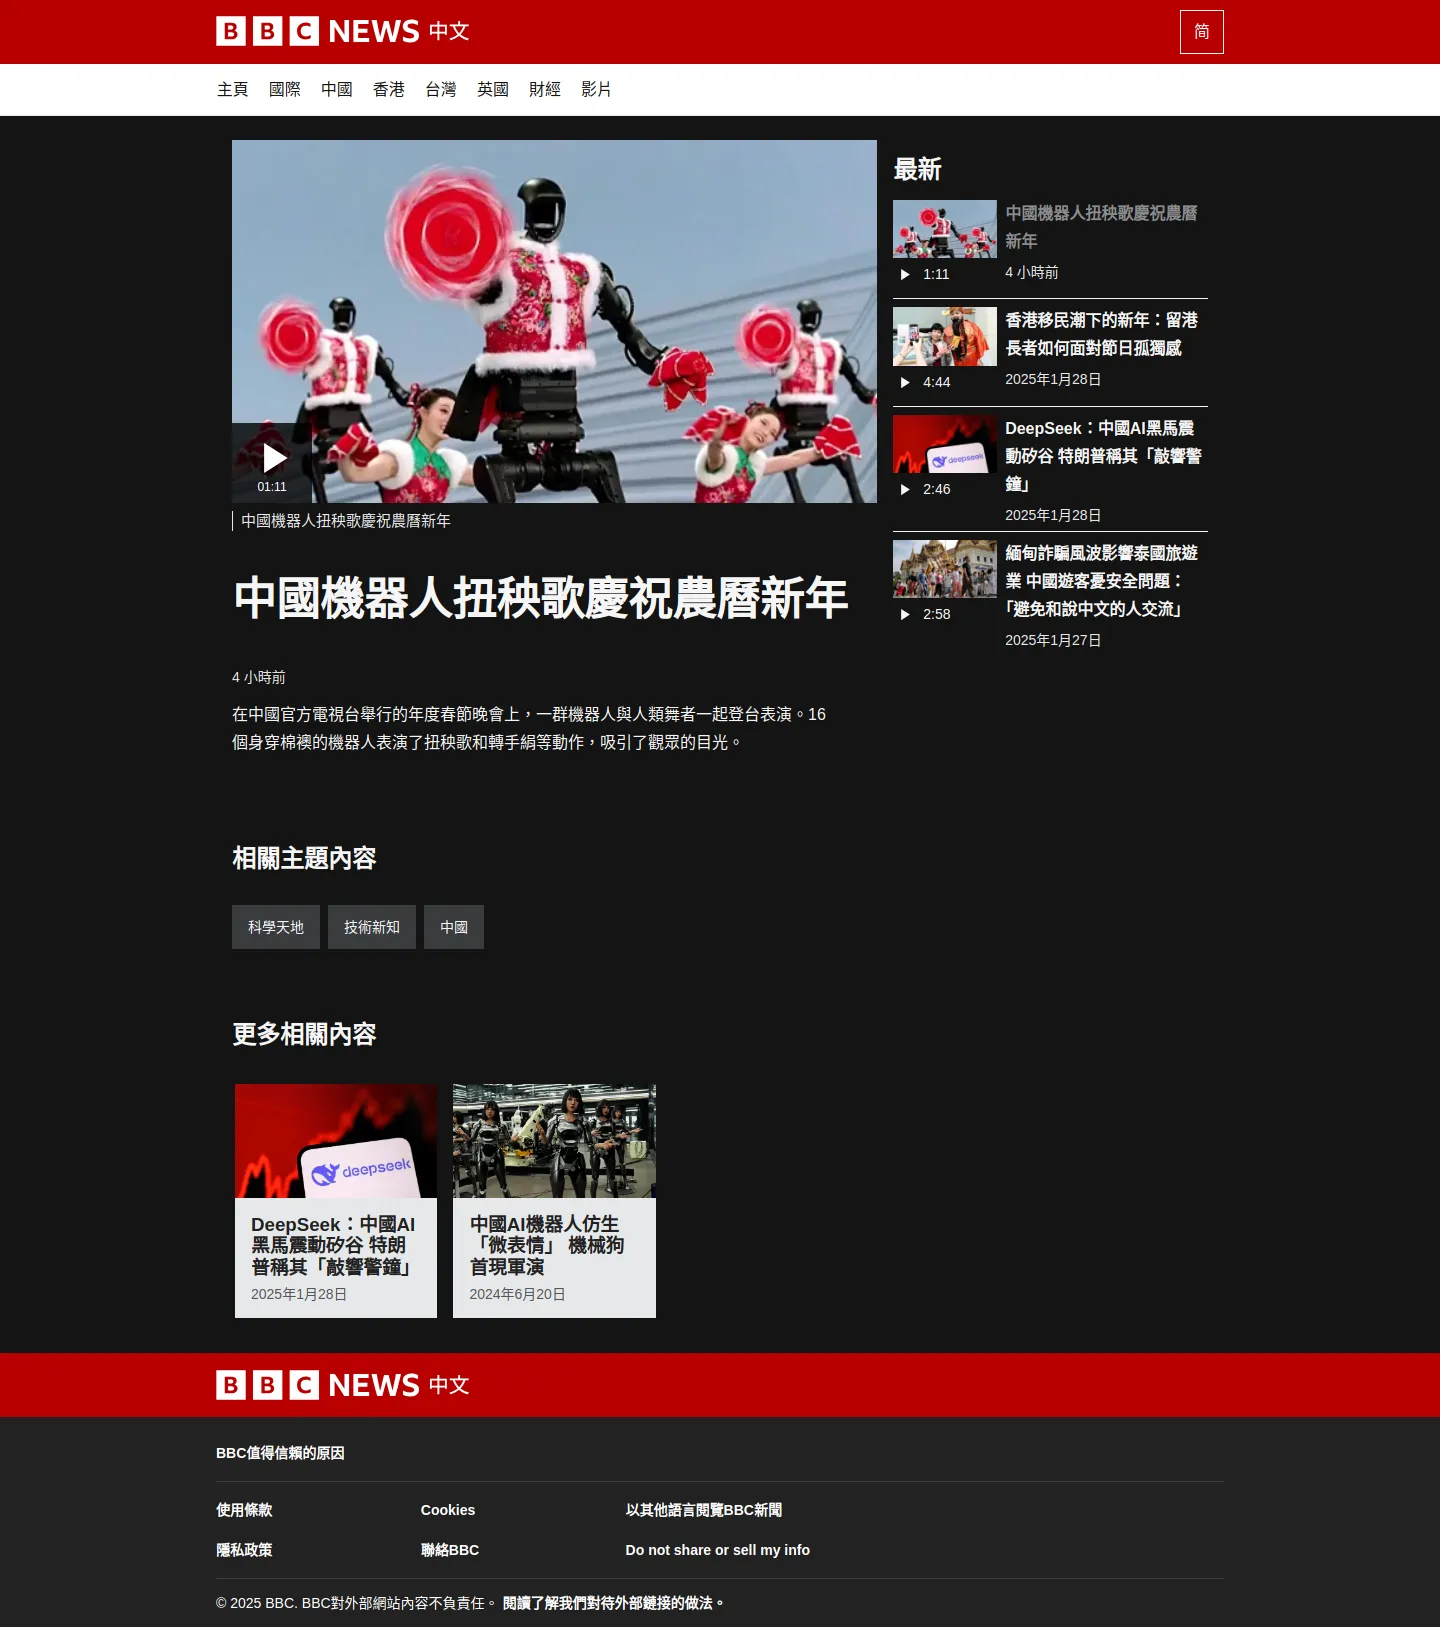 BBC NEWS 中文
简
主頁 國際 中國 香港 台灣 英國 財經 影片
01:11
中國機器人扭秧歌慶祝農曆新年
中國機器人扭秧歌慶祝農曆新年
4 小時前
在中國官方電視台舉行的年度春節晚會上，一群機器人與人類舞者一起登台表演。16
個身穿棉襖的機器人表演了扭秧歌和轉手絹等動作，吸引了觀眾的目光。
最新
中國機器人扭秧歌慶祝農曆
新年
1:11
4 小時前
香港移民潮下的新年：留港
長者如何面對節日孤獨感
4:44
2025年1月28日
deepseek
DeepSeek：中國AI黑馬震
動矽谷 特朗普稱其「敲響警
鐘」
2:46
2025年1月28日
緬甸詐騙風波影響泰國旅遊
業 中國遊客憂安全問題：
「避免和說中文的人交流」
2:58
2025年1月27日
相關主題內容
科學天地 技術新知 中國
更多相關內容
deepseek
DeepSeek：中國AI
黑馬震動矽谷 特朗
普稱其「敲響警鐘」
2025年1月28日
中國AI機器人仿生
「微表情」 機械狗
首現軍演
2024年6月20日
BBC NEWS 中文
BBC值得信賴的原因
使用條款 Cookies 以其他語言閱覽BBC新聞
隱私政策 聯絡BBC Do not share or sell my info
© 2025 BBC. BBC對外部網站內容不負責任。 閱讀了解我們對待外部鏈接的做法。